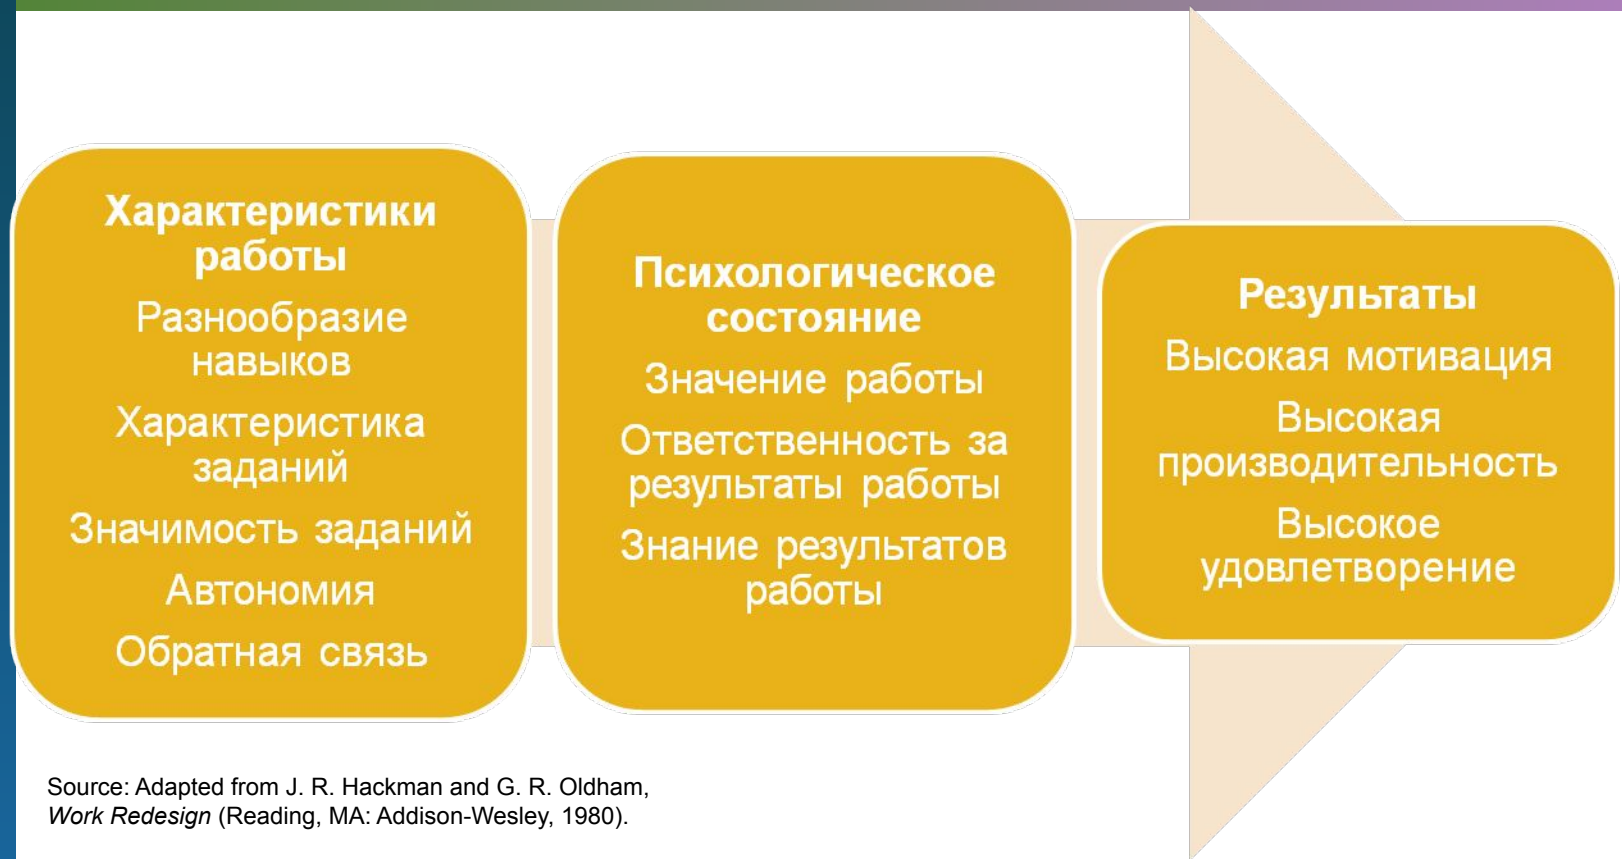 Характеристики
работы
Разнообразие
навыков
Характеристика
заданий
Значимость заданий
Автономия
Обратная связь
Психологическое
состояние
Значение работы
Ответственность за
результаты работы
Знание результатов
работы
Результаты
Высокая мотивация
Высокая
производительность
Высокое
удовлетворение
Source: Adapted from J. R. Hackman and G. R. Oldham,
Work Redesign (Reading, MA: Addison-Wesley, 1980).